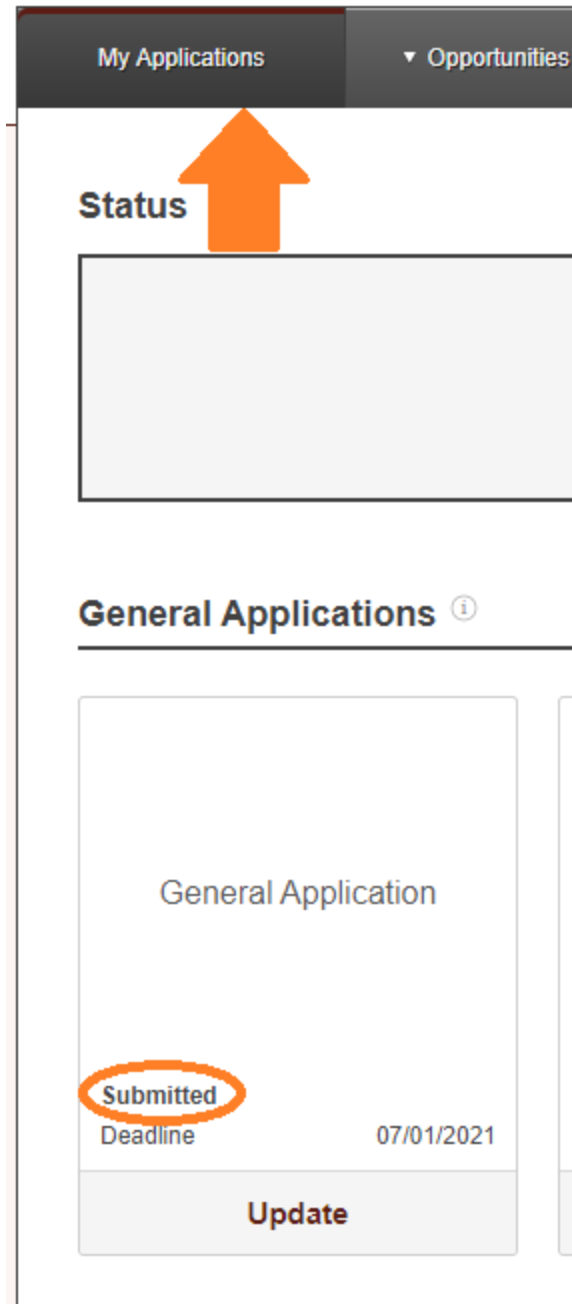 My Applications ▼ Opportunities
Status
General Applications ⓘ
General Application
Submitted
Deadline 07/01/2021
Update